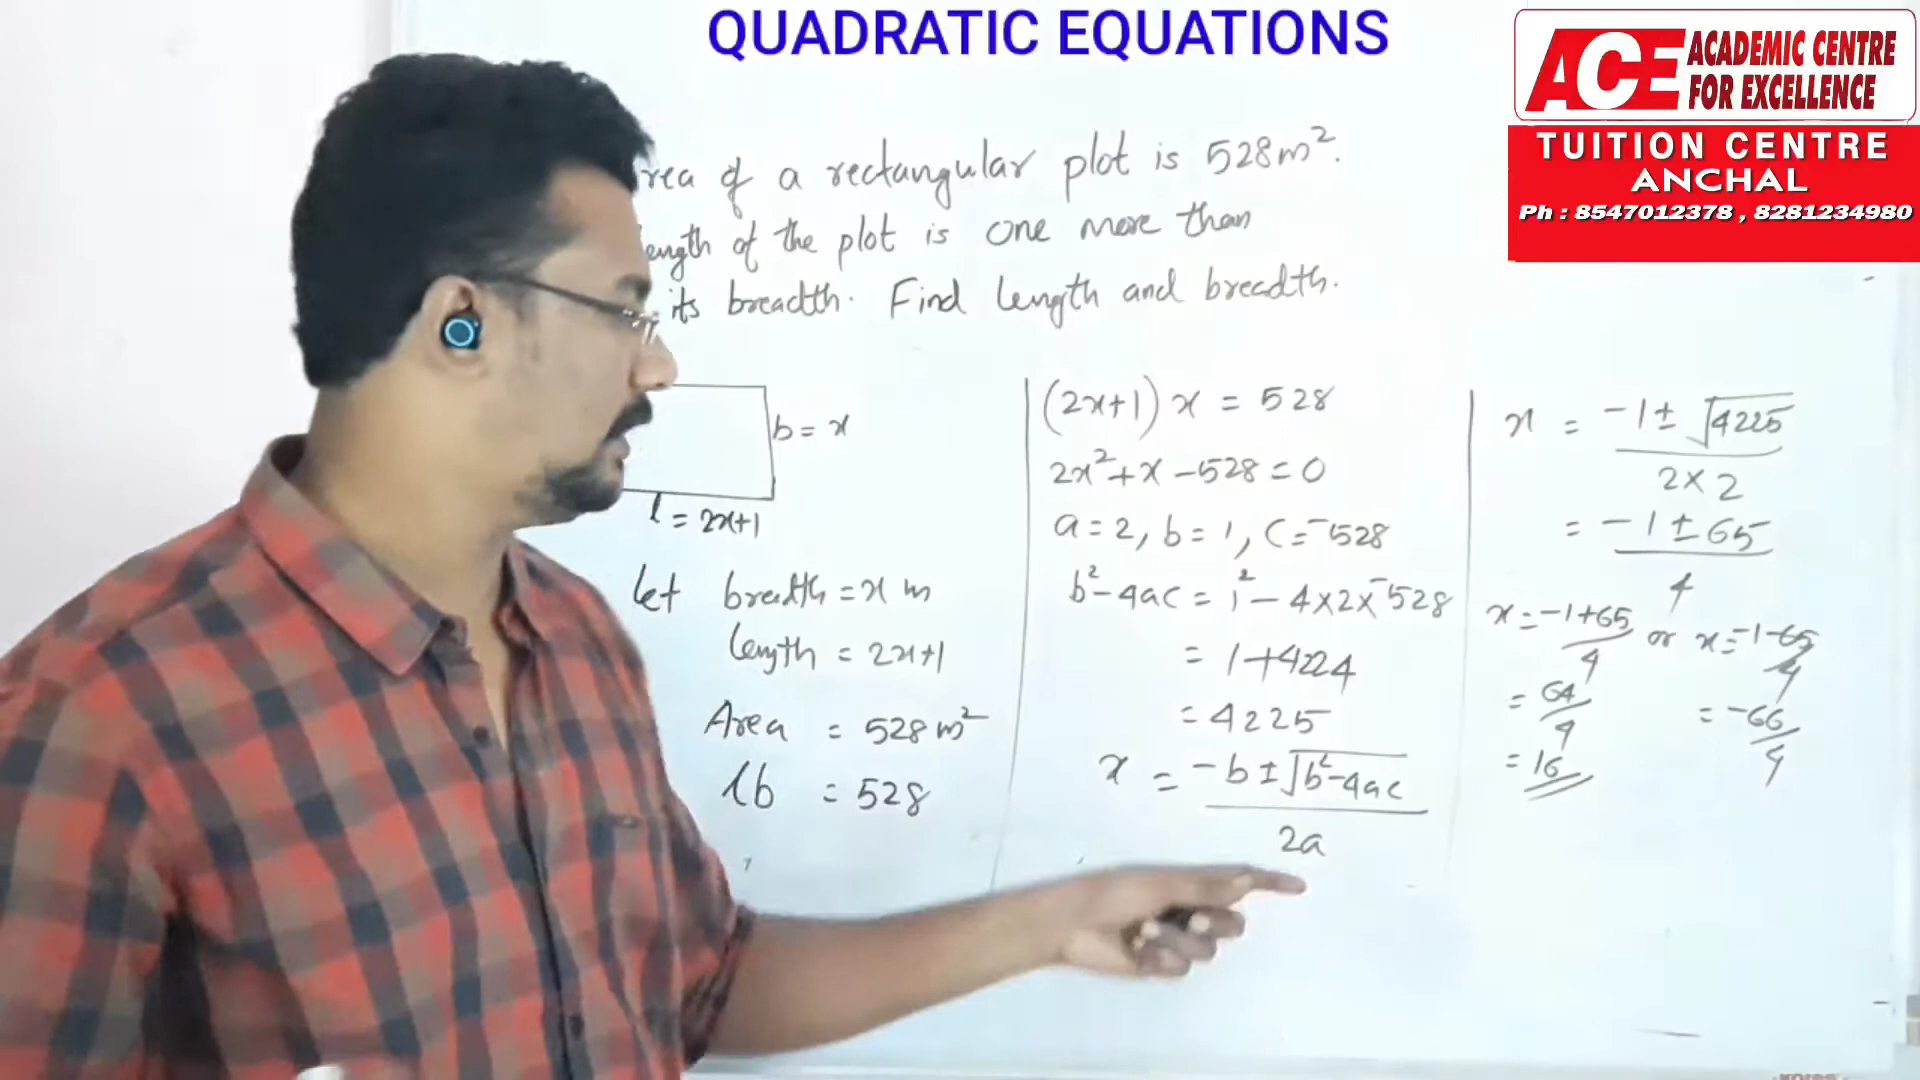 QUADRATIC EQUATIONS
ACE ACADEMIC CENTRE
FOR EXCELLENCE
TUITION CENTRE
ANCHAL
Ph : 8547012378 , 8281234980
rea of a rectangular plot is 528m².
ength of the plot is one more than
its breadth. Find length and breadth.
b = x
l = 2x+1
let breadth = x m
length = 2x+1
Area = 528m²
lb = 528
(2x+1) x = 528
2x²+x -528 = 0
a = 2, b = 1, C = -528
b²-4ac = 1² - 4×2×-528
= 1+4224
= 4225
x = (-b ± √(b²-4ac))/2a
x = (-1 ± √4225)/(2×2)
= (-1 ± 65)/4
x = (-1+65)/4 or x = (-1-65)/4
= 64/4 = -66/4
= 16